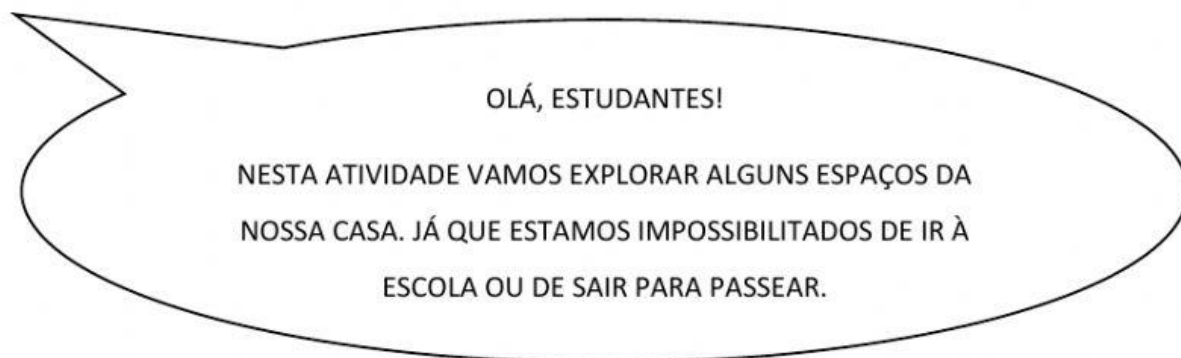 OLÁ, ESTUDANTES!
NESTA ATIVIDADE VAMOS EXPLORAR ALGUNS ESPAÇOS DA
NOSSA CASA. JÁ QUE ESTAMOS IMPOSSIBILITADOS DE IR À
ESCOLA OU DE SAIR PARA PASSEAR.